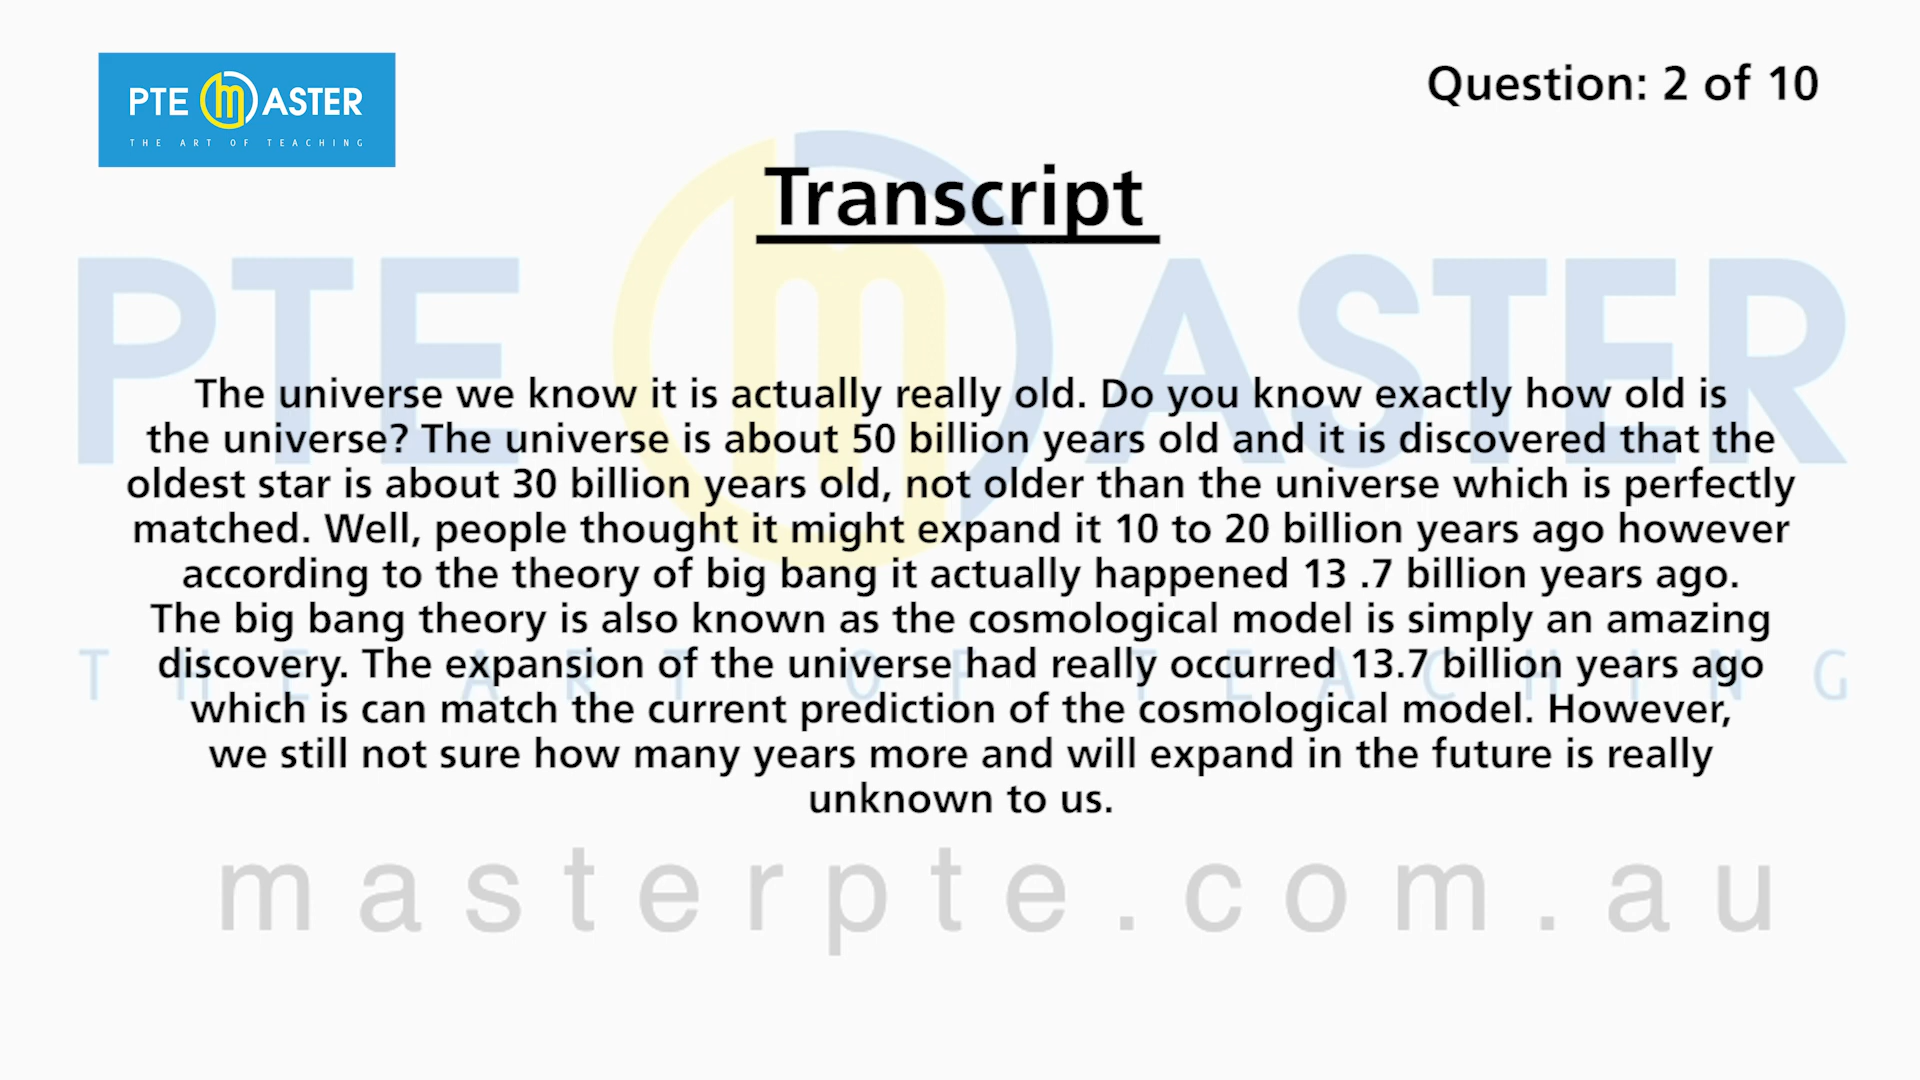 PTE MASTER
THE ART OF TEACHING
Question: 2 of 10
Transcript
The universe we know it is actually really old. Do you know exactly how old is
the universe? The universe is about 50 billion years old and it is discovered that the
oldest star is about 30 billion years old, not older than the universe which is perfectly
matched. Well, people thought it might expand it 10 to 20 billion years ago however
according to the theory of big bang it actually happened 13 .7 billion years ago.
The big bang theory is also known as the cosmological model is simply an amazing
discovery. The expansion of the universe had really occurred 13.7 billion years ago
which is can match the current prediction of the cosmological model. However,
we still not sure how many years more and will expand in the future is really
unknown to us.
PTE MASTER
THE ART OF TEACHING
masterpte.com.au